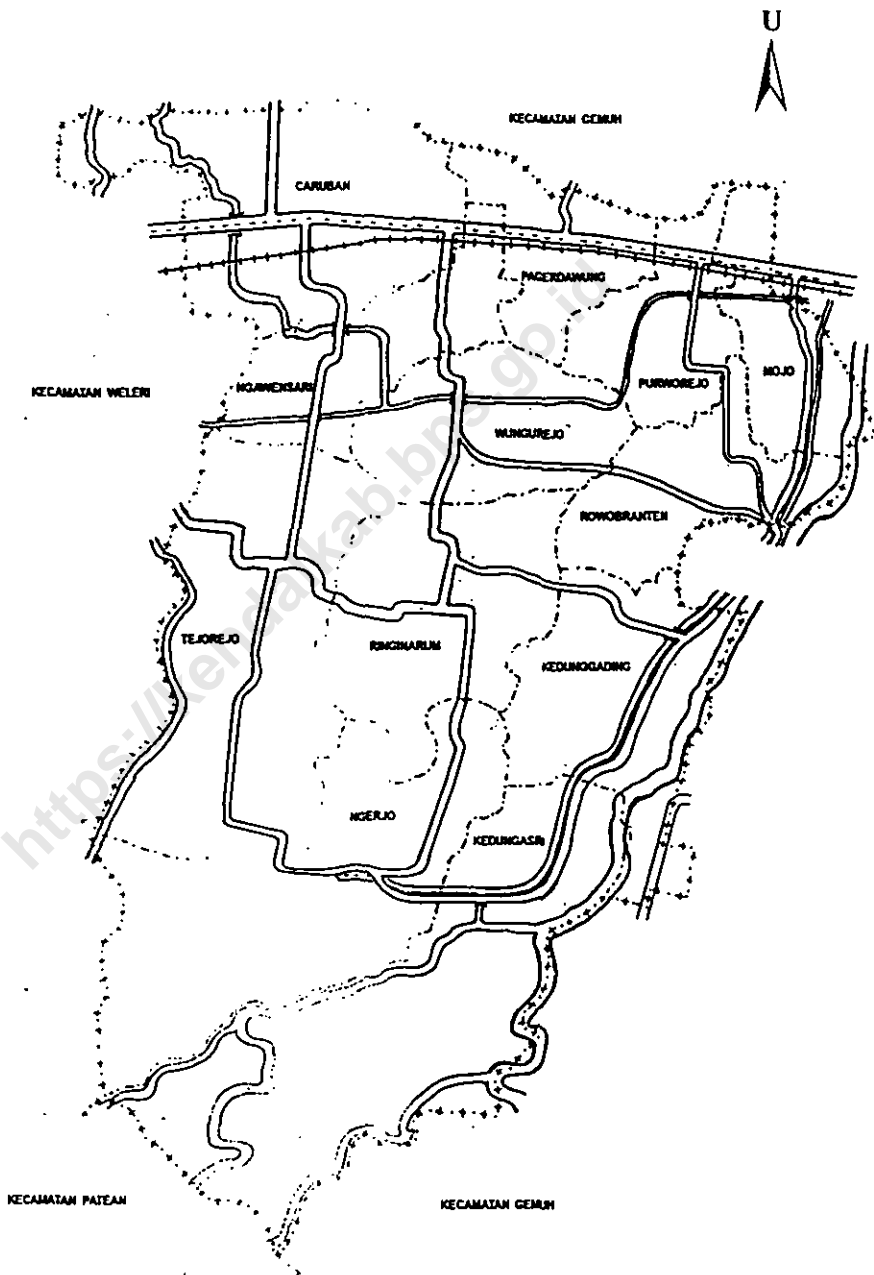 U
KECAMATAN GEMUH
CARUBAN
PAGERDAWUNG
KECAMATAN WELERI
NGAWENSARI
PURWOREJO
MOJO
WUNGUREJO
ROWOBRANTEN
TEJOREJO
RINGINARUM
KEDUNGGADING
NGERJO
KEDUNGASRI
KECAMATAN PATEAN
KECAMATAN GEMUH
https://kendalkab.bps.go.id